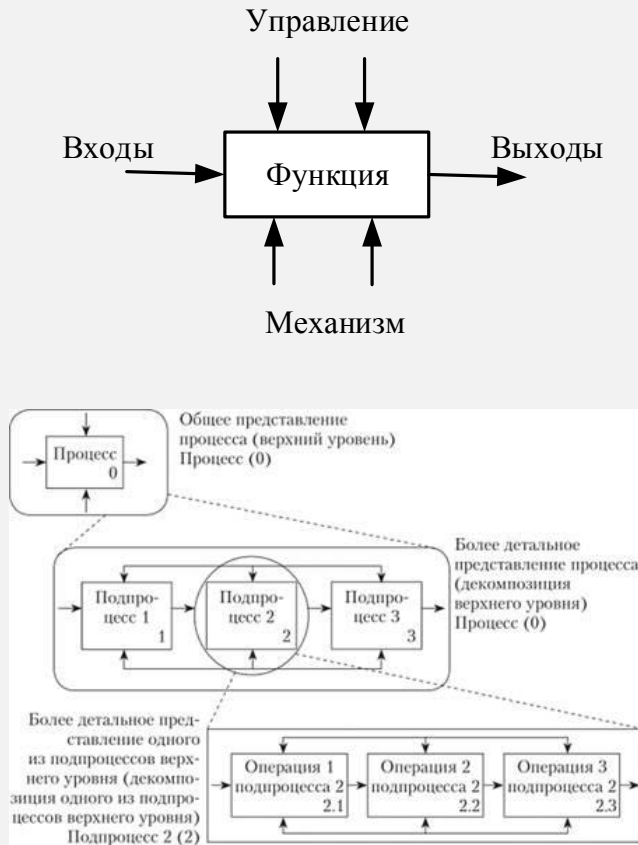 Управление
Входы
Функция
Выходы
Механизм
Общее представление
процесса (верхний уровень)
Процесс (0)
Процесс
0
Более детальное
представление процесса
(декомпозиция
верхнего уровня)
Процесс (0)
Подпро-
цесс 1
1
Подпро-
цесс 2
2
Подпро-
цесс 3
3
Более детальное пред-
ставление одного
из подпроцессов верх-
него уровня (декомпо-
зиция одного из подпро-
цессов верхнего уровня)
Подпроцесс 2 (2)
Операция 1
подпроцесса 2
2.1
Операция 2
подпроцесса 2
2.2
Операция 3
подпроцесса 2
2.3